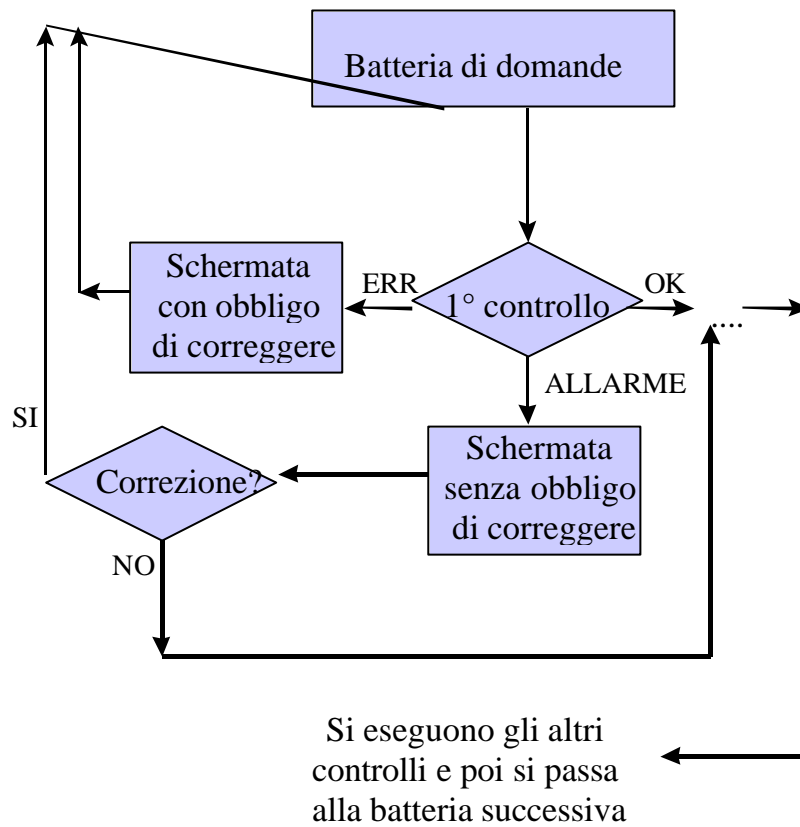 Batteria di domande
Schermata
con obbligo
di correggere
ERR
1° controllo
OK
....
ALLARME
SI
Correzione?
Schermata
senza obbligo
di correggere
NO
Si eseguono gli altri
controlli e poi si passa
alla batteria successiva